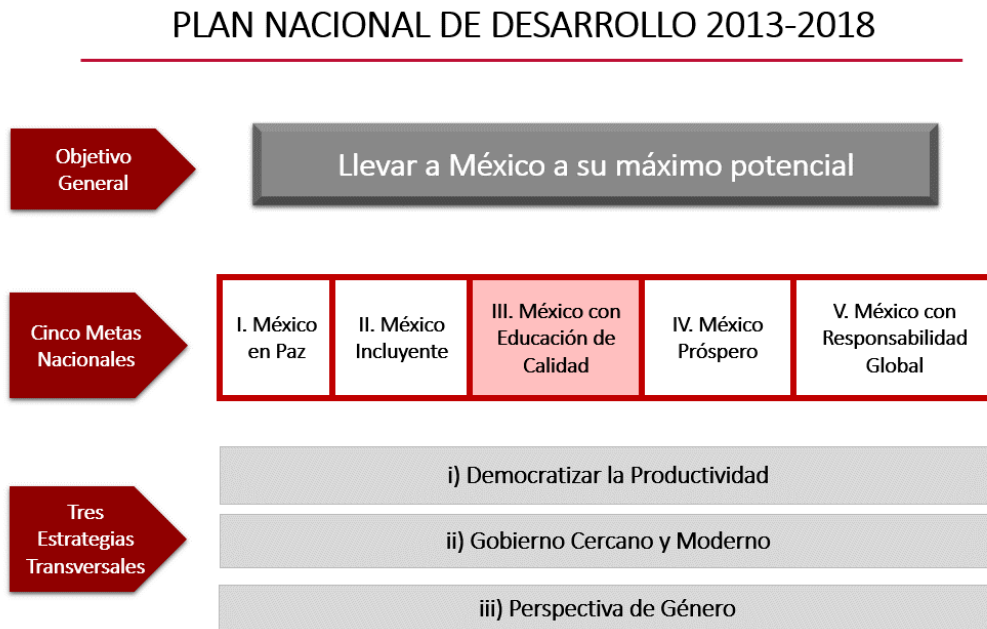 PLAN NACIONAL DE DESARROLLO 2013-2018
Objetivo
General
Llevar a México a su máximo potencial
Cinco Metas
Nacionales
I. México
en Paz
II. México
Incluyente
III. México con
Educación de
Calidad
IV. México
Próspero
V. México con
Responsabilidad
Global
Tres
Estrategias
Transversales
i) Democratizar la Productividad
ii) Gobierno Cercano y Moderno
iii) Perspectiva de Género